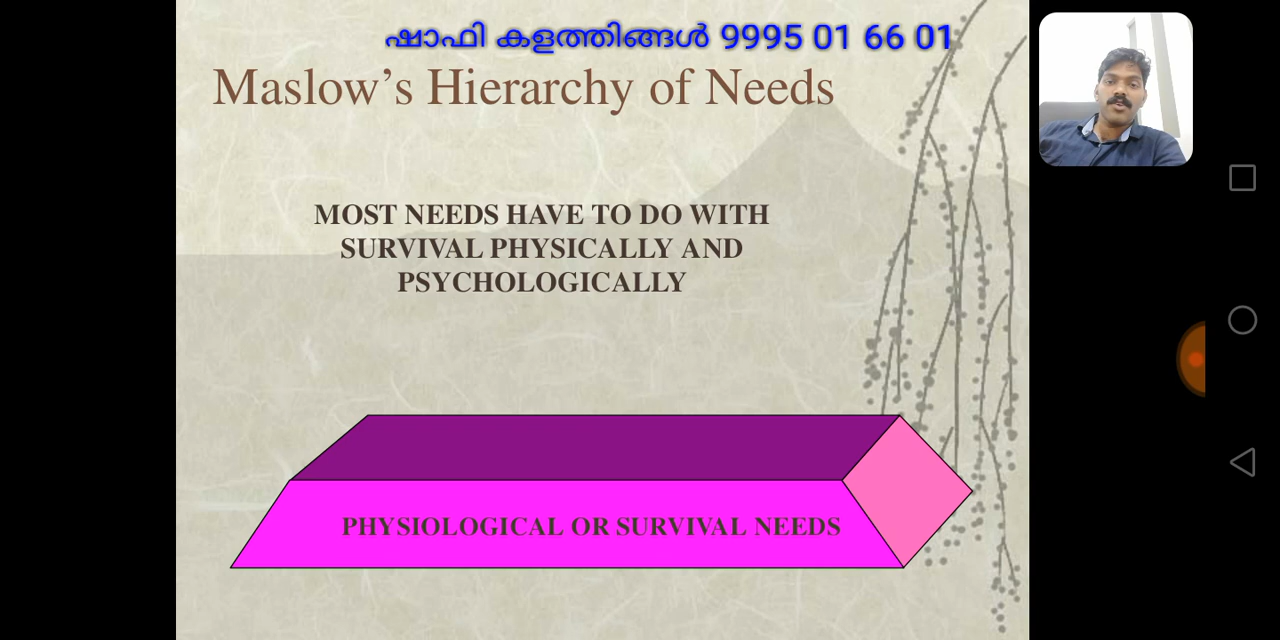 ഷാഫി കളത്തിങ്ങൾ 9995 01 66 01
Maslow’s Hierarchy of Needs
MOST NEEDS HAVE TO DO WITH
SURVIVAL PHYSICALLY AND
PSYCHOLOGICALLY
PHYSIOLOGICAL OR SURVIVAL NEEDS